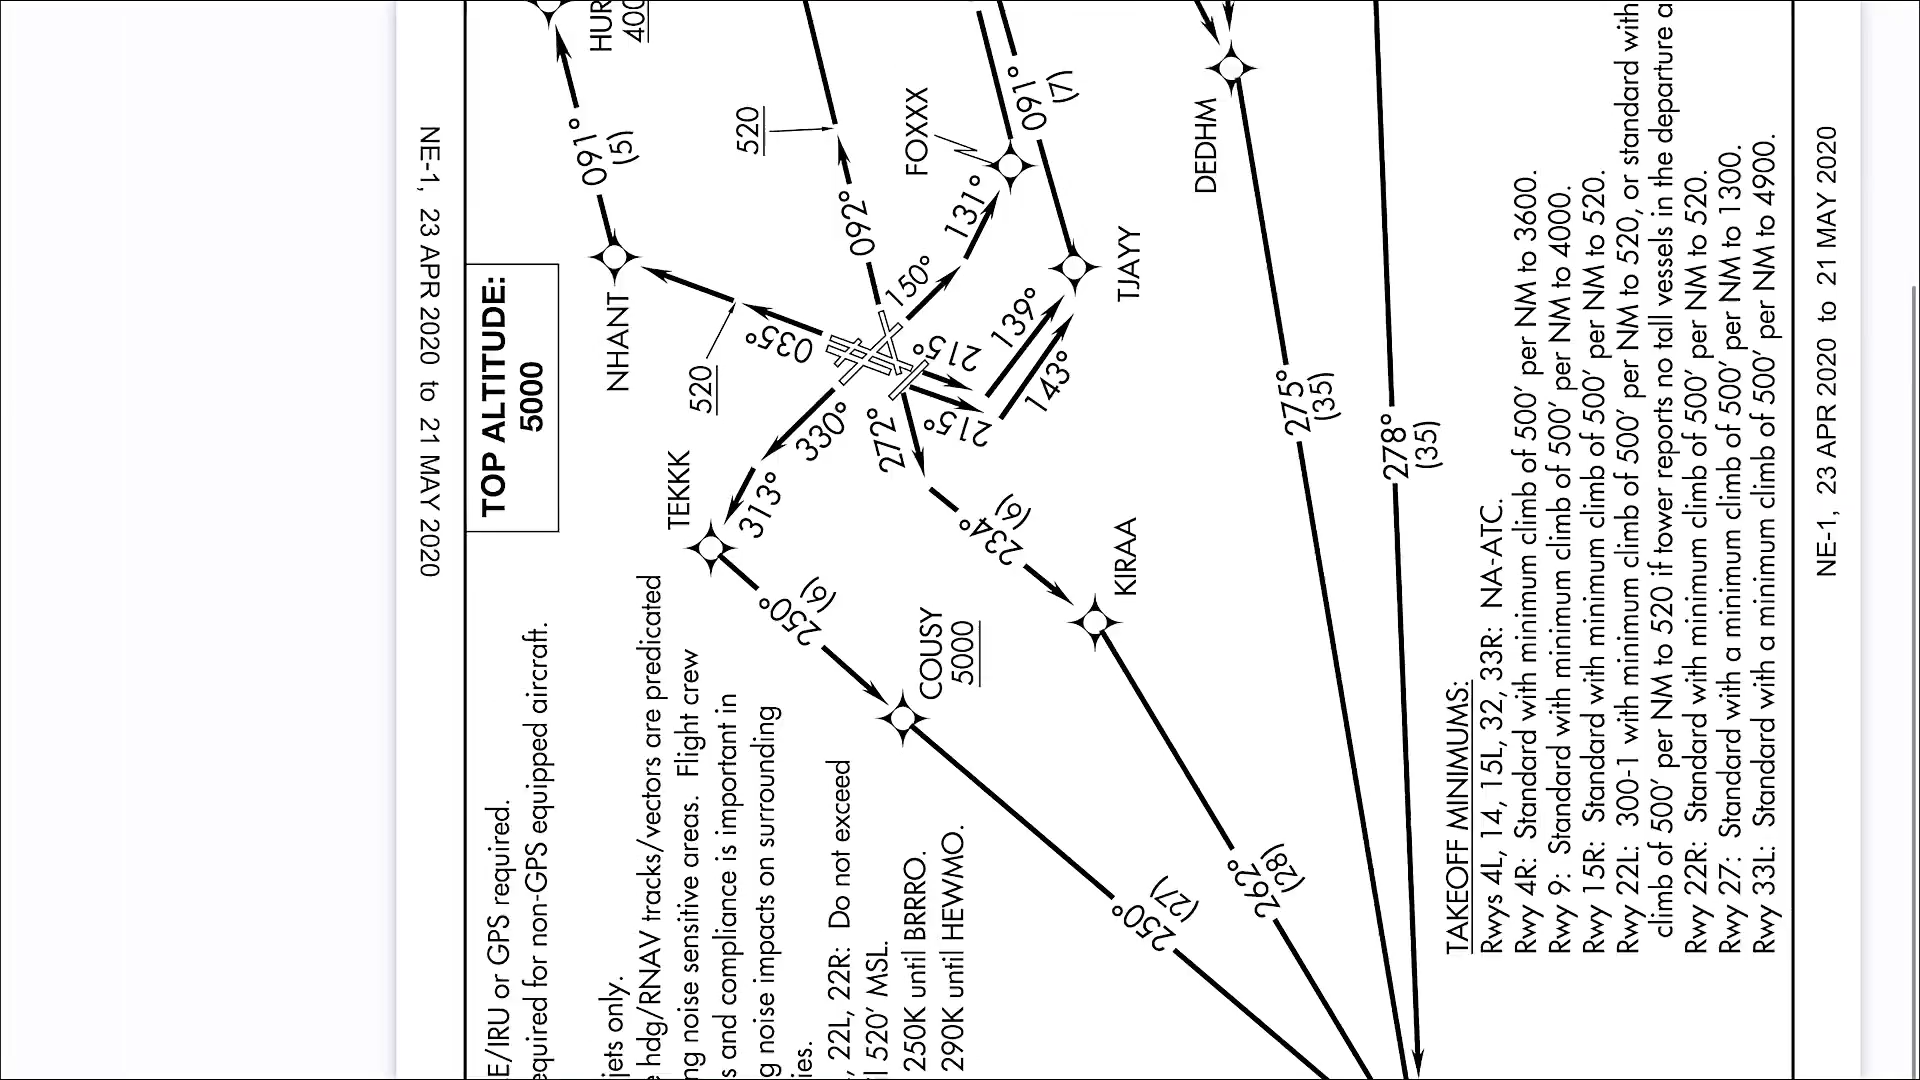 NE-1, 23 APR 2020 to 21 MAY 2020
TOP ALTITUDE:
5000
E/IRU or GPS required.
equired for non-GPS equipped aircraft.
jets only.
e hdg/RNAV tracks/vectors are predicated
ng noise sensitive areas. Flight crew
s and compliance is important in
g noise impacts on surrounding
ies.
, 22L, 22R: Do not exceed
il 520' MSL.
250K until BRRRO.
290K until HEWMO.
HUR
400
091°
(5)
NHANT
520
035°
520
092°
FOXXX
131°
150°
091°
(7)
TJAYY
139°
215°
143°
215°
272°
330°
313°
TEKKK
250°
(6)
COUSY
5000
250°
(27)
234°
(6)
KIRAA
262°
(28)
DEDHM
275°
(35)
278°
(35)
TAKEOFF MINIMUMS:
Rwys 4L, 14, 15L, 32, 33R: NA-ATC.
Rwy 4R: Standard with minimum climb of 500' per NM to 3600.
Rwy 9: Standard with minimum climb of 500' per NM to 4000.
Rwy 15R: Standard with minimum climb of 500' per NM to 520.
Rwy 22L: 300-1 with minimum climb of 500' per NM to 520, or standard with
climb of 500' per NM to 520 if tower reports no tall vessels in the departure a
Rwy 22R: Standard with minimum climb of 500' per NM to 520.
Rwy 27: Standard with a minimum climb of 500' per NM to 1300.
Rwy 33L: Standard with a minimum climb of 500' per NM to 4900.
NE-1, 23 APR 2020 to 21 MAY 2020